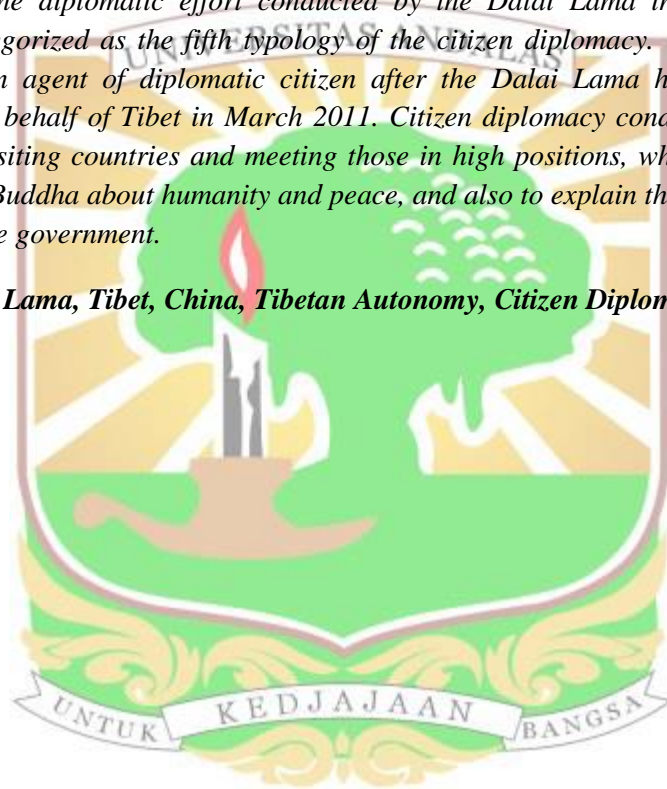 he diplomatic effort conducted by the Dalai Lama th
gorized as the fifth typology of the citizen diplomacy.
UNIVERSITAS ANDALAS
n agent of diplomatic citizen after the Dalai Lama h
behalf of Tibet in March 2011. Citizen diplomacy cond
siting countries and meeting those in high positions, wh
Buddha about humanity and peace, and also to explain th
e government.
Lama, Tibet, China, Tibetan Autonomy, Citizen Diplom
UNTUK KEDJAJAAN BANGSA